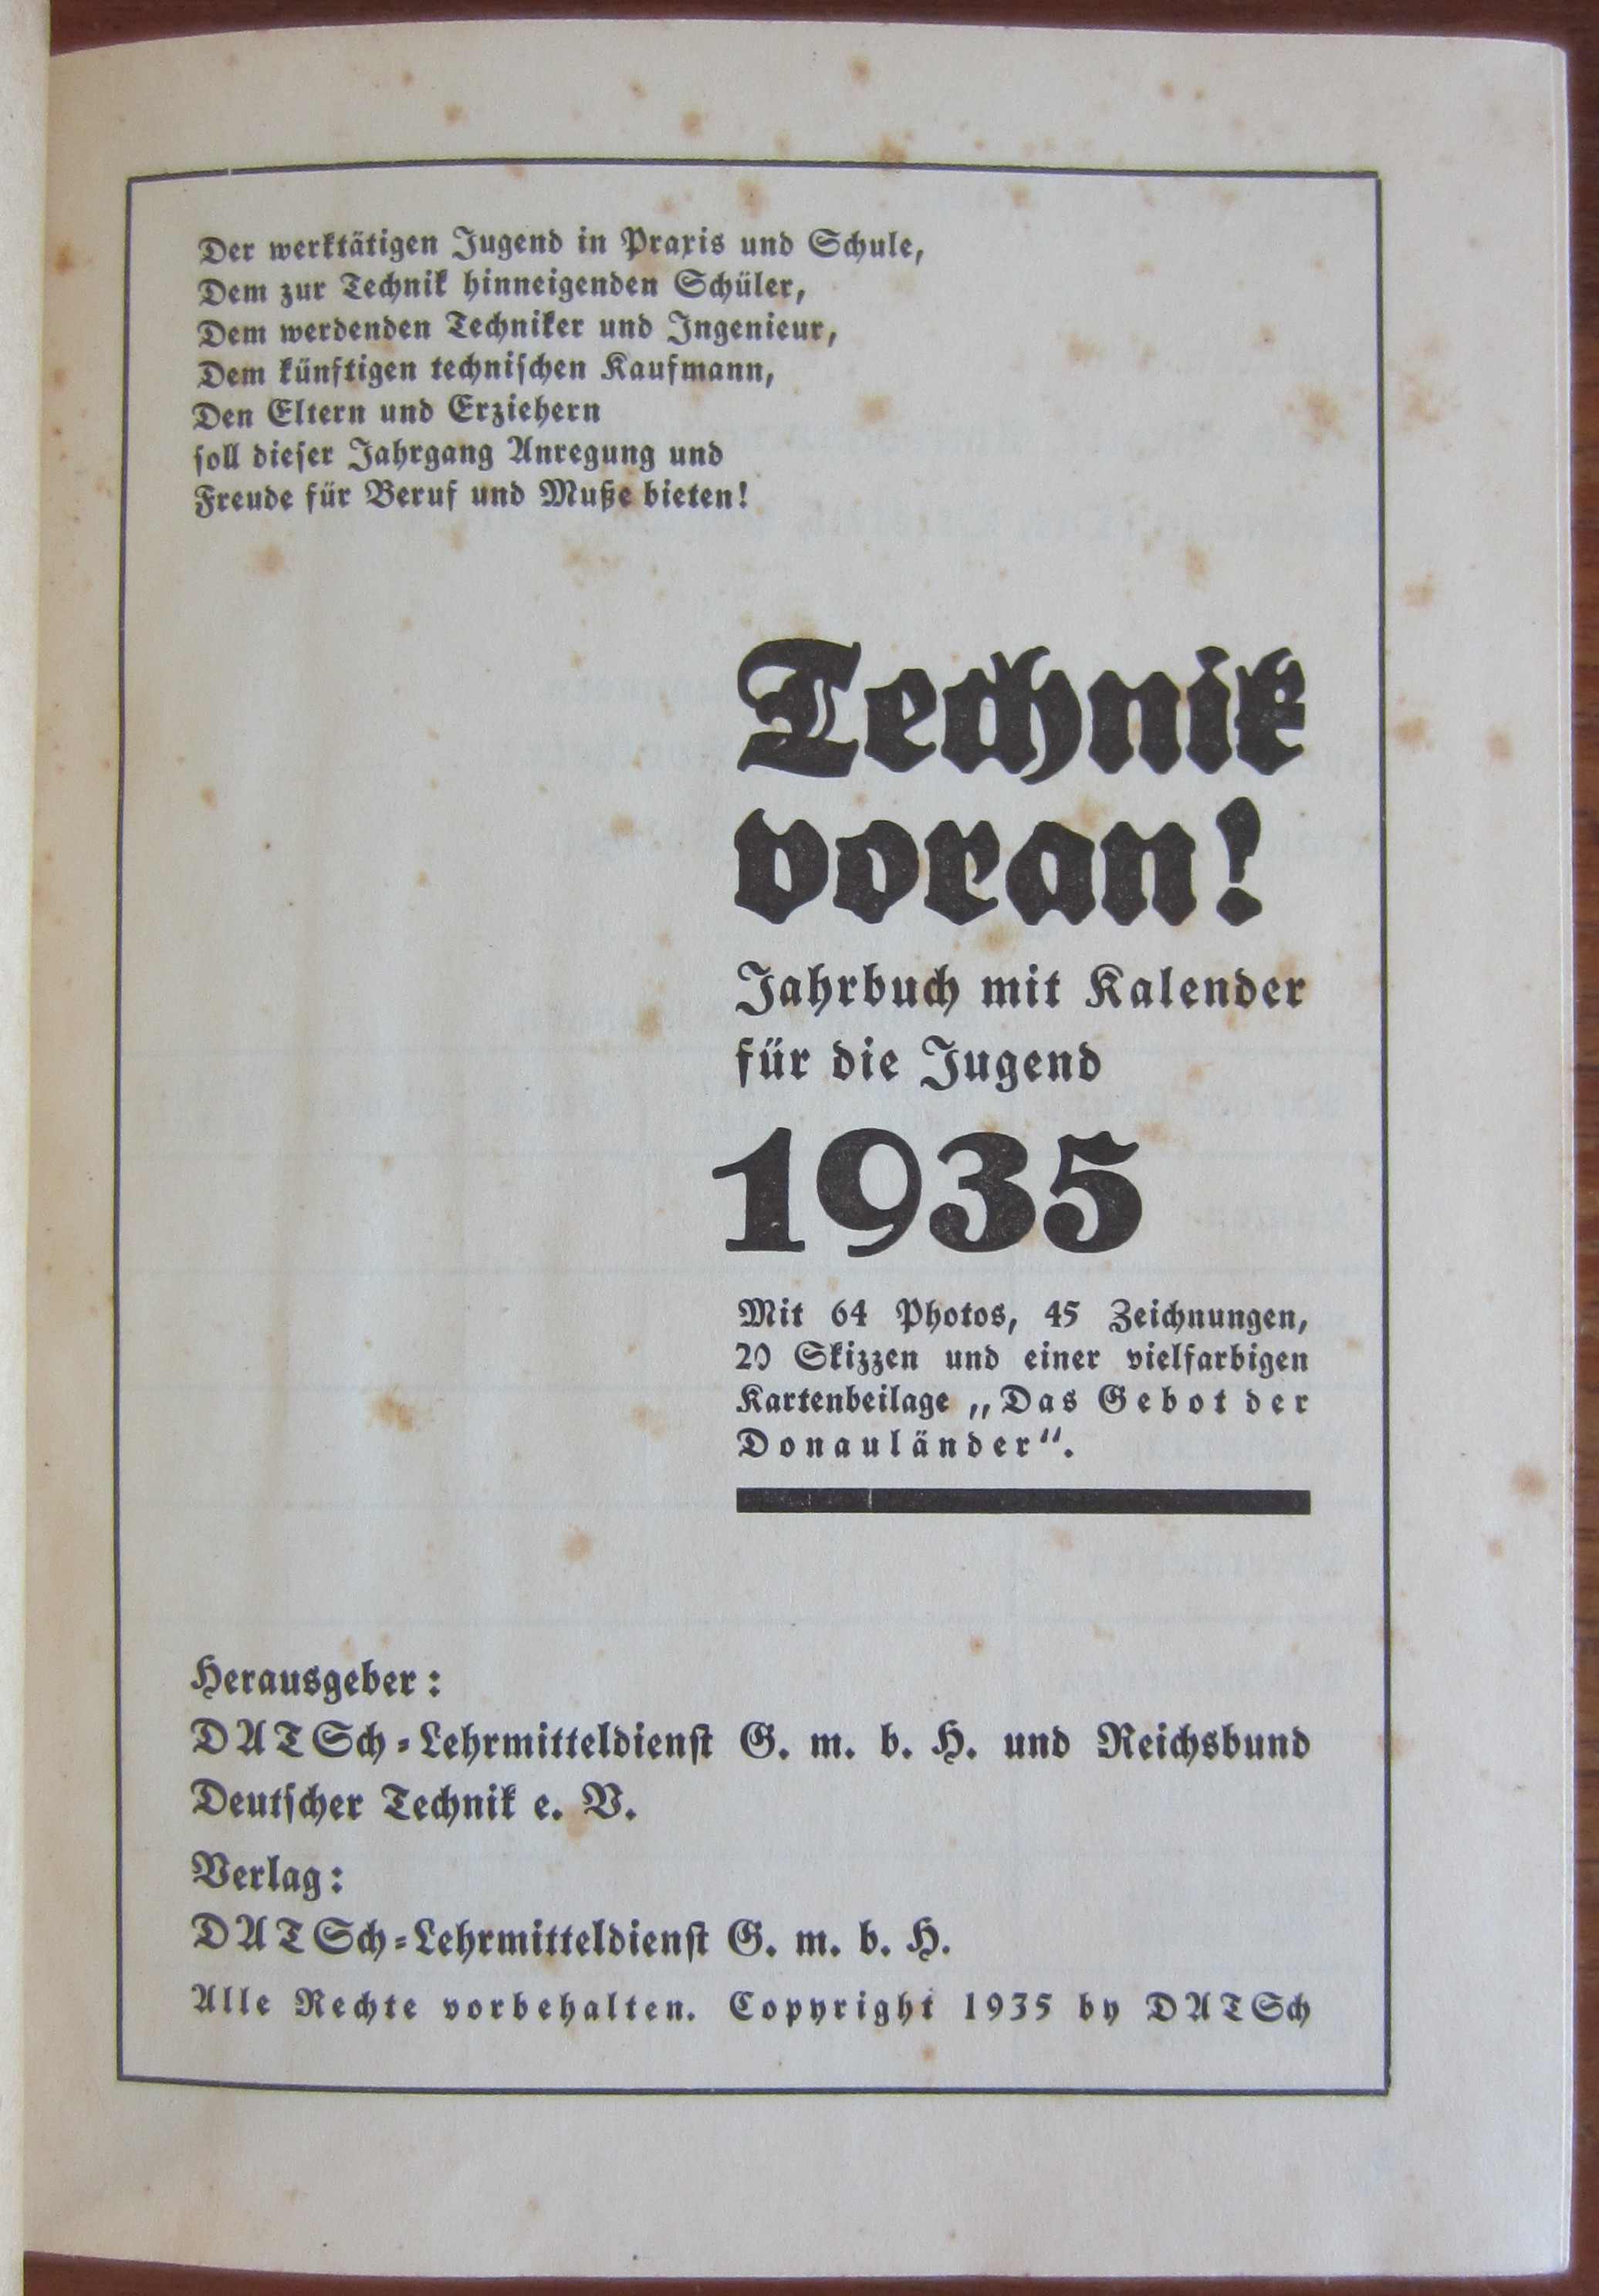 Der werktätigen Jugend in Praxis und Schule,
Dem zur Technik hinneigenden Schüler,
Dem werdenden Techniker und Ingenieur,
Dem künftigen technischen Kaufmann,
Den Eltern und Erziehern
soll dieser Jahrgang Anregung und
Freude für Beruf und Muße bieten!
Technik
voran!
Jahrbuch mit Kalender
für die Jugend
1935
Mit 64 Photos, 45 Zeichnungen,
20 Skizzen und einer vielfarbigen
Kartenbeilage „Das Gebot der
Donauländer“.
Herausgeber:
DATSch-Lehrmitteldienst G. m. b. H. und Reichsbund
Deutscher Technik e. V.
Verlag:
DATSch-Lehrmitteldienst G. m. b. H.
Alle Rechte vorbehalten. Copyright 1935 by DATSch